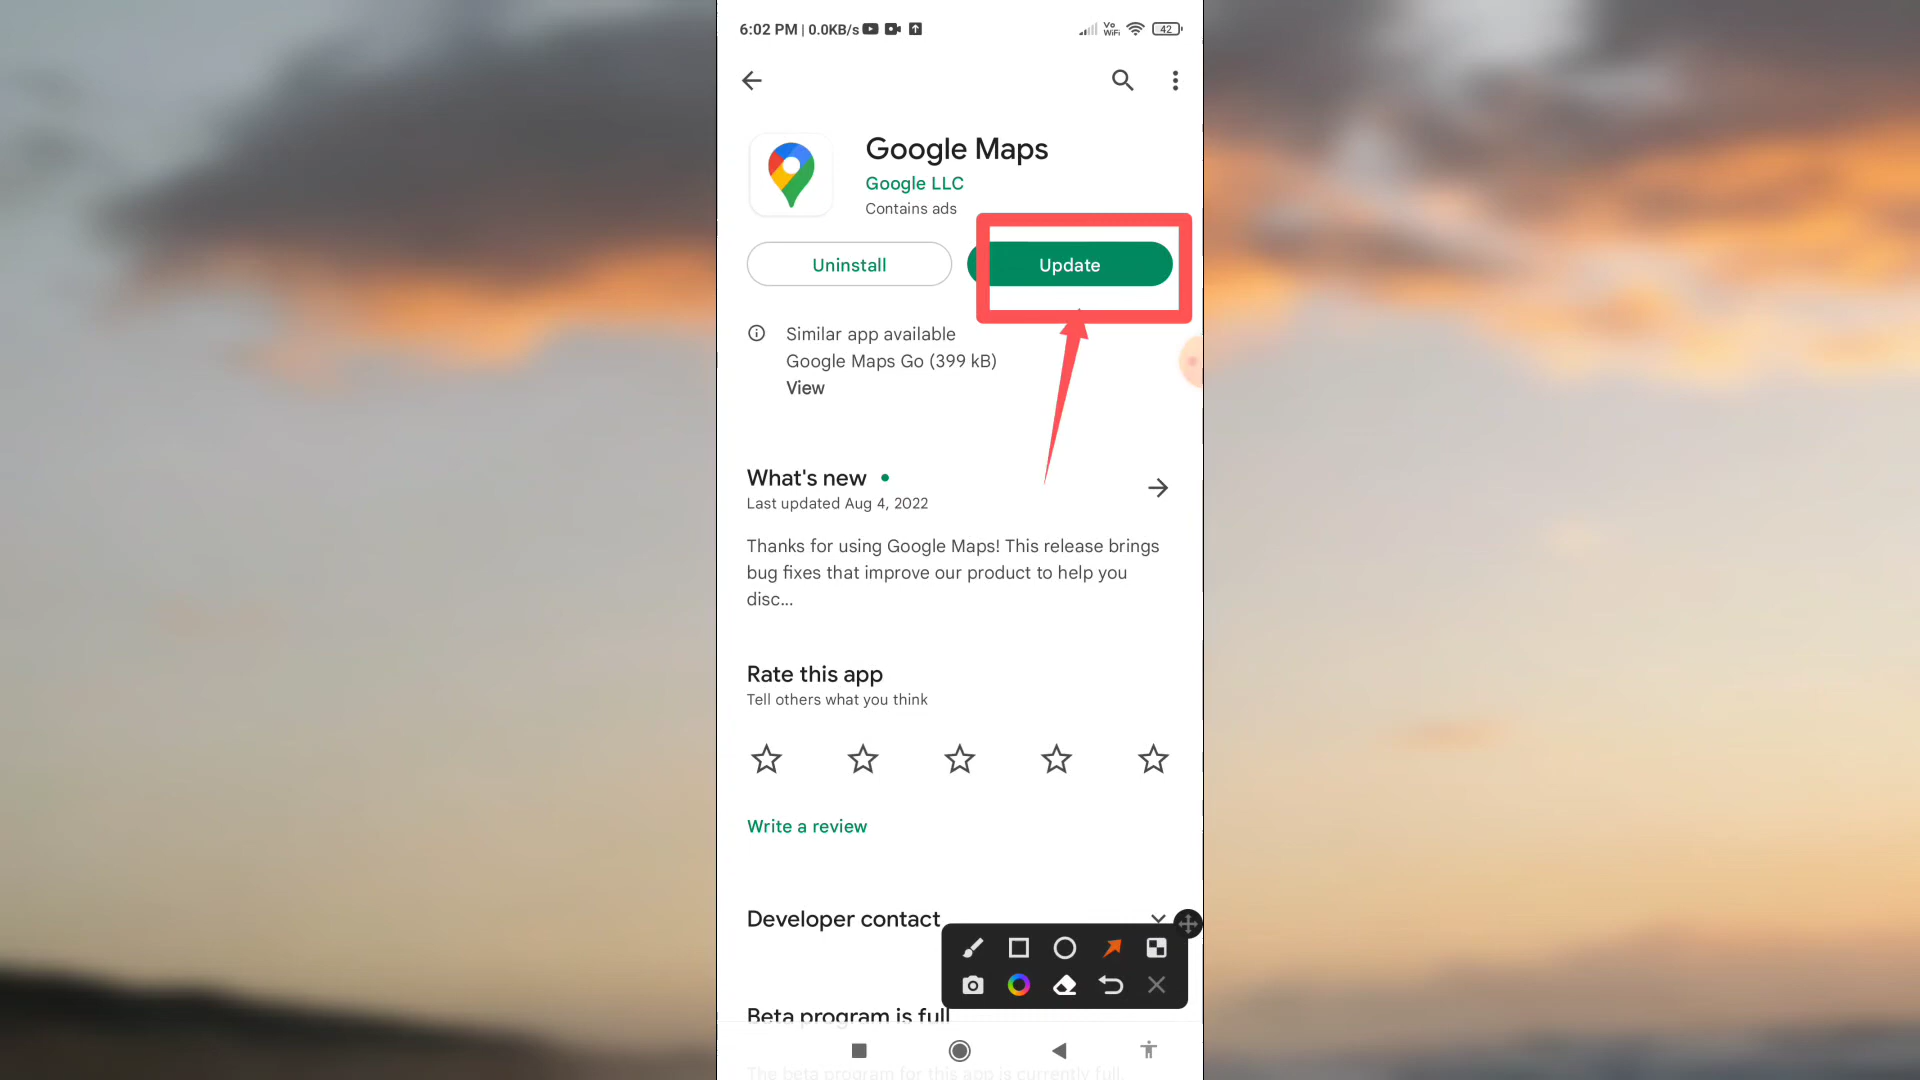 6:02 PM | 0.0KB/s
Vo
WiFi
42
Google Maps
Google LLC
Contains ads
Uninstall
Update
Similar app available
Google Maps Go (399 kB)
View
What's new
Last updated Aug 4, 2022
Thanks for using Google Maps! This release brings
bug fixes that improve our product to help you
disc...
Rate this app
Tell others what you think
Write a review
Developer contact
Beta program is full
The beta program for this app is currently full.